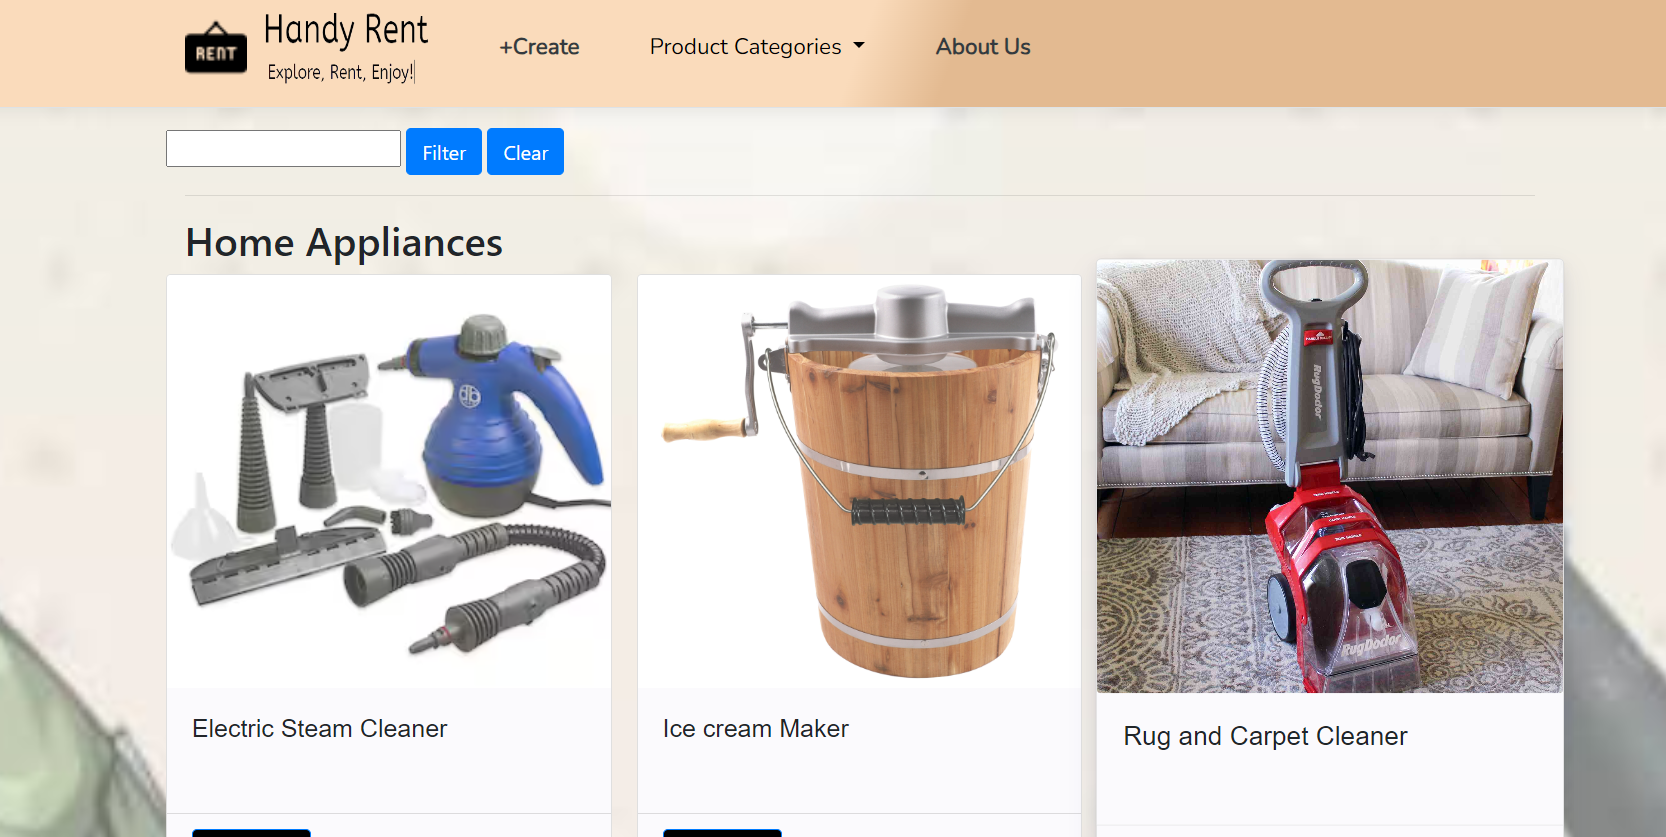 RENT
Handy Rent
Explore, Rent, Enjoy!
+Create
Product Categories
About Us
Filter
Clear
Home Appliances
RugDoctor
RugDoctor
Electric Steam Cleaner
Ice cream Maker
Rug and Carpet Cleaner